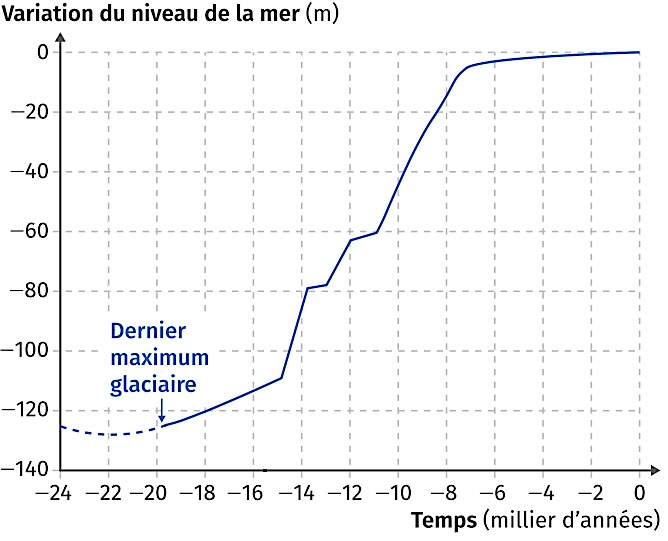 Variation du niveau de la mer (m)
0
−20
−40
−60
−80
−100
−120
−140
Dernier
maximum
glaciaire
−24 −22 −20 −18 −16 −14 −12 −10 −8 −6 −4 −2 0
Temps (millier d’années)